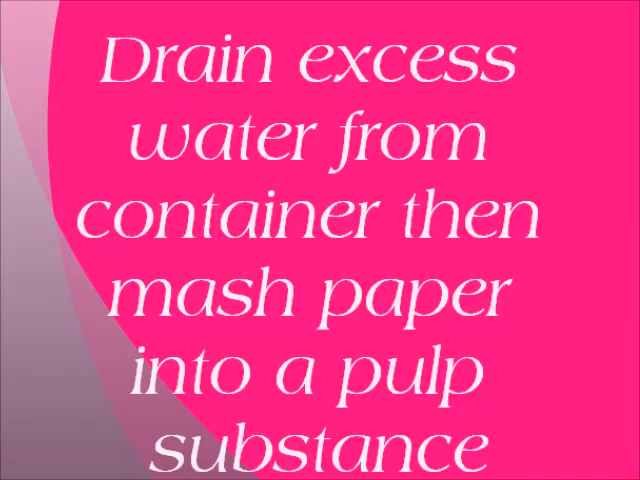 Drain excess
water from
container then
mash paper
into a pulp
substance